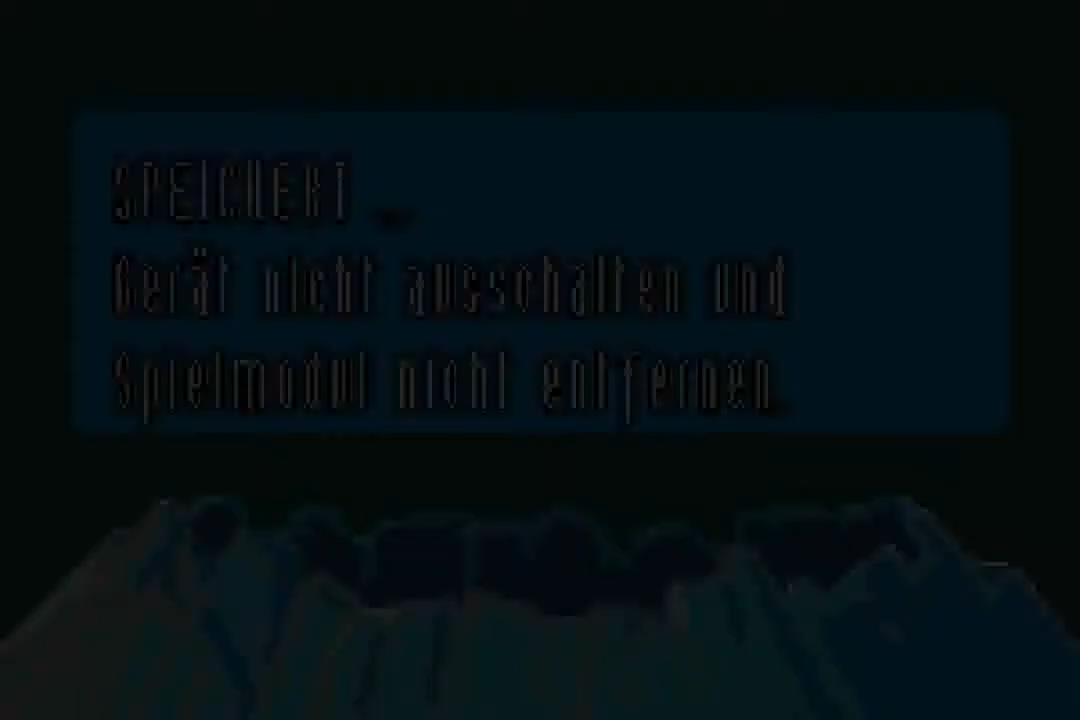 SPEICHERT …
Gerät nicht ausschalten und
Spielmodul nicht entfernen.